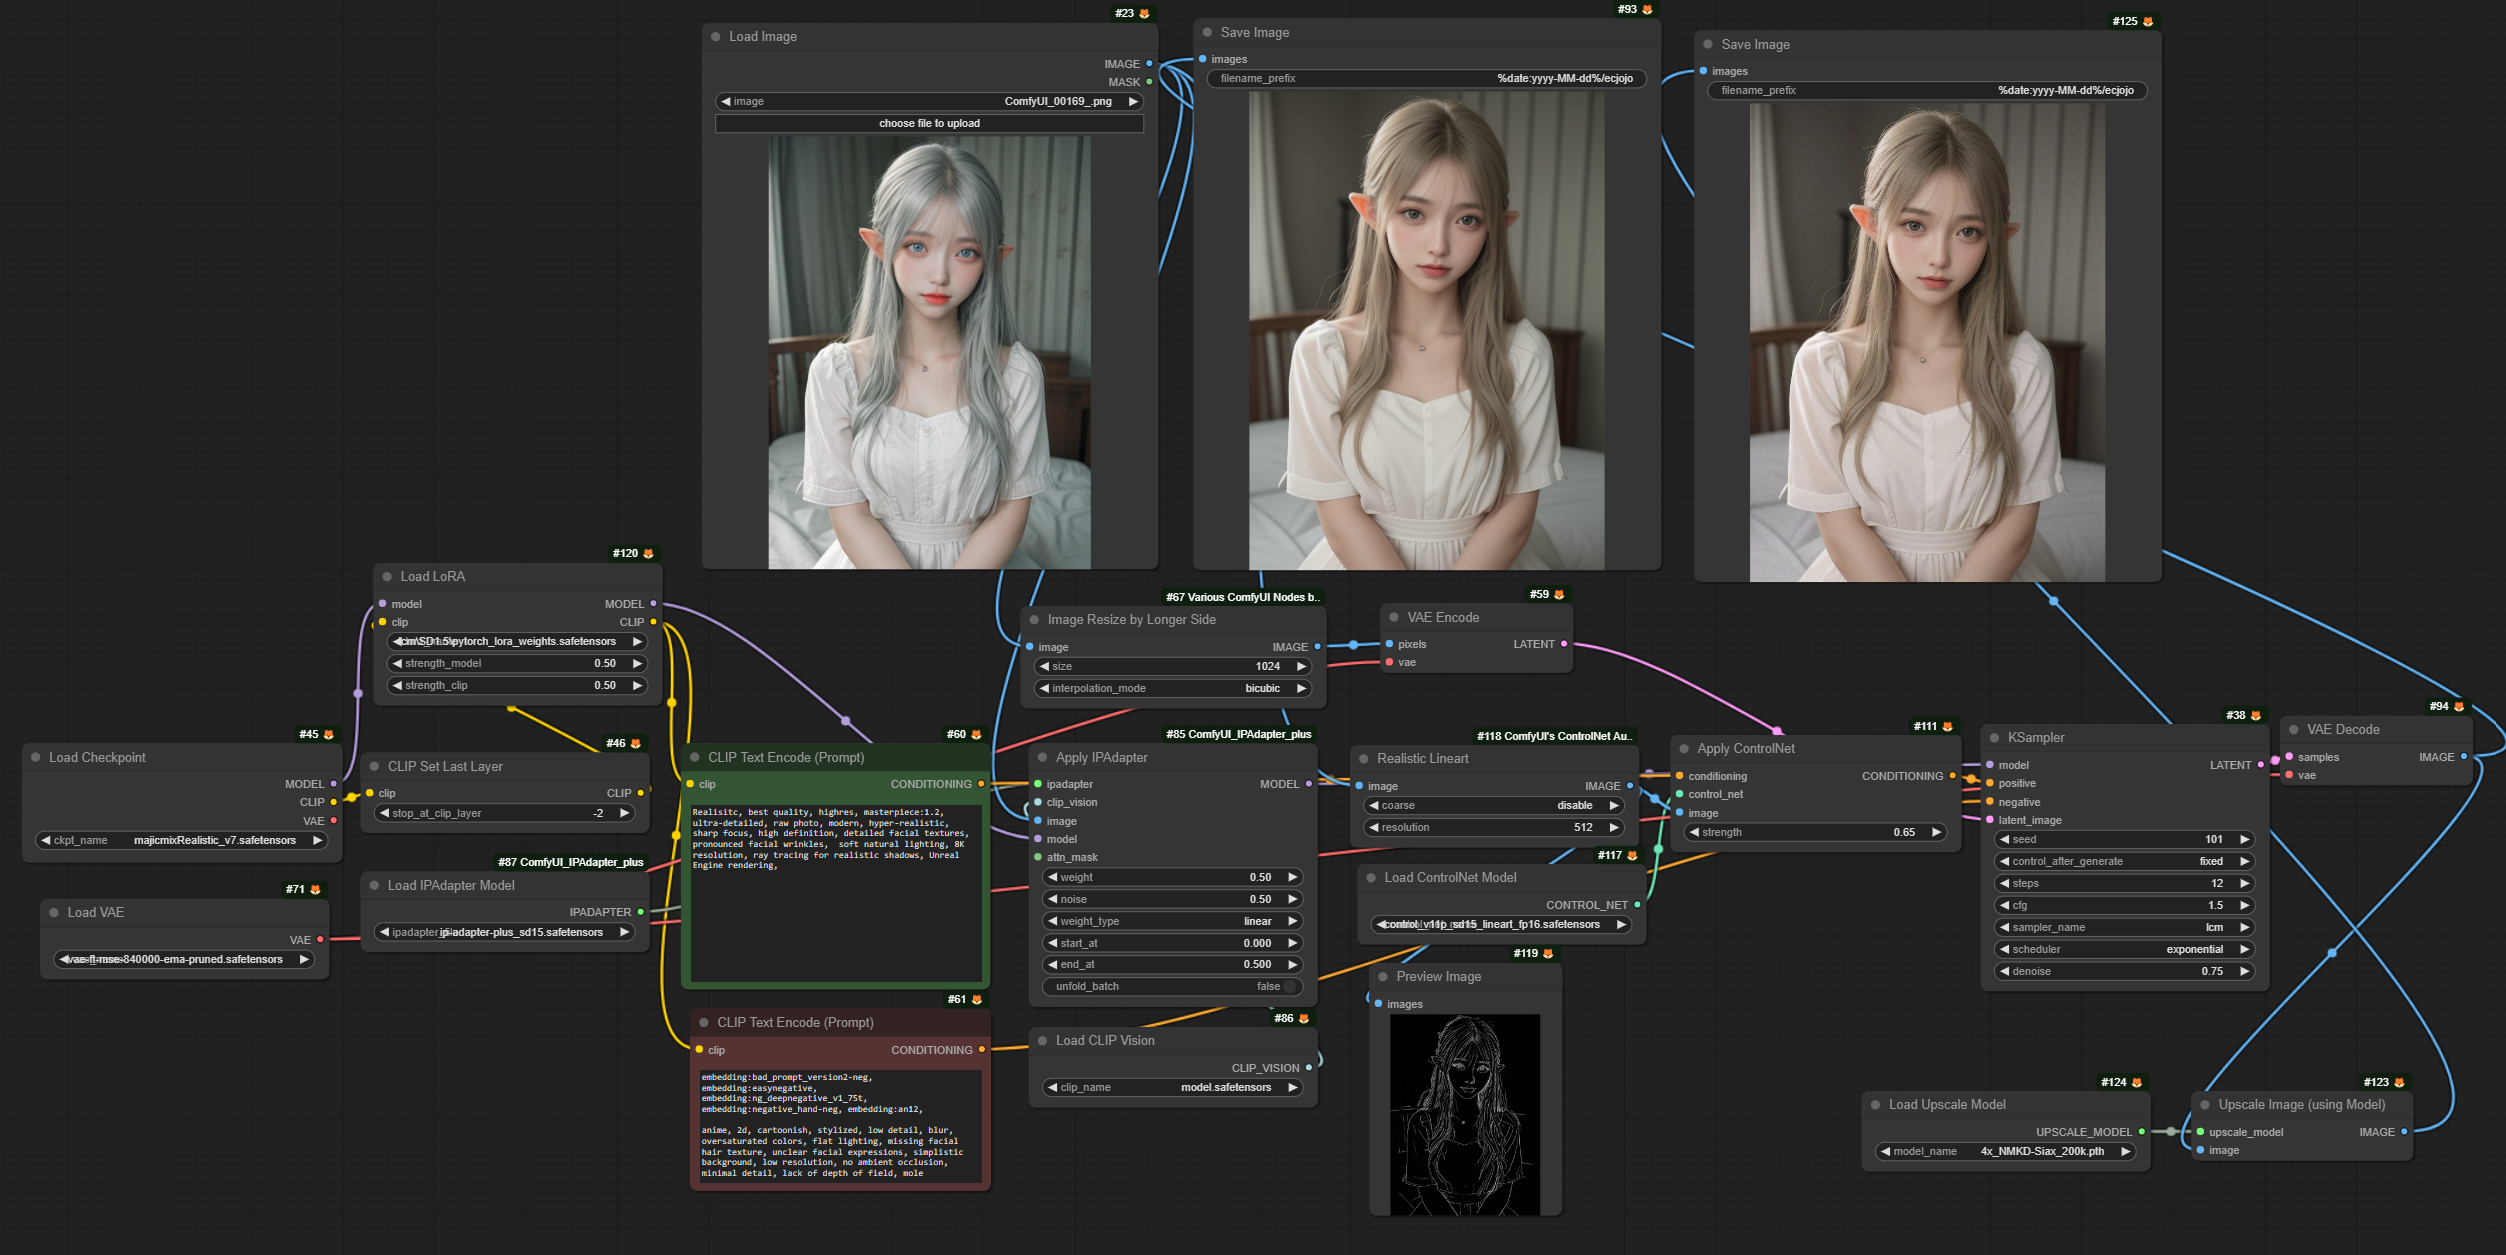 #23
Load Image
IMAGE
MASK
image ComfyUI_00169_.png
choose file to upload
#93
Save Image
images
filename_prefix %date:yyyy-MM-dd%/ecjojo
#125
Save Image
images
filename_prefix %date:yyyy-MM-dd%/ecjojo
#120
Load LoRA
model MODEL
clip CLIP
lcm\SD1.5\pytorch_lora_weights.safetensors
strength_model 0.50
strength_clip 0.50
#67 Various ComfyUI Nodes b..
Image Resize by Longer Side
image IMAGE
size 1024
interpolation_mode bicubic
#59
VAE Encode
pixels LATENT
vae
#45
Load Checkpoint
MODEL
CLIP
VAE
ckpt_name majicmixRealistic_v7.safetensors
#46
CLIP Set Last Layer
clip CLIP
stop_at_clip_layer -2
#87 ComfyUI_IPAdapter_plus
Load IPAdapter Model
IPADAPTER
ip-adapter-plus_sd15.safetensors
#71
Load VAE
VAE
vae-ft-mse-840000-ema-pruned.safetensors
#60
CLIP Text Encode (Prompt)
clip CONDITIONING
Realisitc, best quality, highres, masterpiece:1.2,
ultra-detailed, raw photo, modern, hyper-realistic,
sharp focus, high definition, detailed facial textures,
pronounced facial wrinkles,  soft natural lighting, 8K
resolution, ray tracing for realistic shadows, Unreal
Engine rendering,
#61
CLIP Text Encode (Prompt)
clip CONDITIONING
embedding:bad_prompt_version2-neg,
embedding:easynegative,
embedding:ng_deepnegative_v1_75t,
embedding:negative_hand-neg, embedding:an12,
anime, 2d, cartoonish, stylized, low detail, blur,
oversaturated colors, flat lighting, missing facial
hair texture, unclear facial expressions, simplistic
background, low resolution, no ambient occlusion,
minimal detail, lack of depth of field, mole
#85 ComfyUI_IPAdapter_plus
Apply IPAdapter
ipadapter MODEL
clip_vision
image
model
attn_mask
weight 0.50
noise 0.50
weight_type linear
start_at 0.000
end_at 0.500
unfold_batch false
#86
Load CLIP Vision
CLIP_VISION
clip_name model.safetensors
#118 ComfyUI's ControlNet Au..
Realistic Lineart
image IMAGE
coarse disable
resolution 512
#117
Load ControlNet Model
CONTROL_NET
control_v11p_sd15_lineart_fp16.safetensors
#119
Preview Image
images
#111
Apply ControlNet
conditioning CONDITIONING
control_net
image
strength 0.65
#38
KSampler
model LATENT
positive
negative
latent_image
seed 101
control_after_generate fixed
steps 12
cfg 1.5
sampler_name lcm
scheduler exponential
denoise 0.75
#94
VAE Decode
samples IMAGE
vae
#124
Load Upscale Model
UPSCALE_MODEL
model_name 4x_NMKD-Siax_200k.pth
#123
Upscale Image (using Model)
upscale_model IMAGE
image